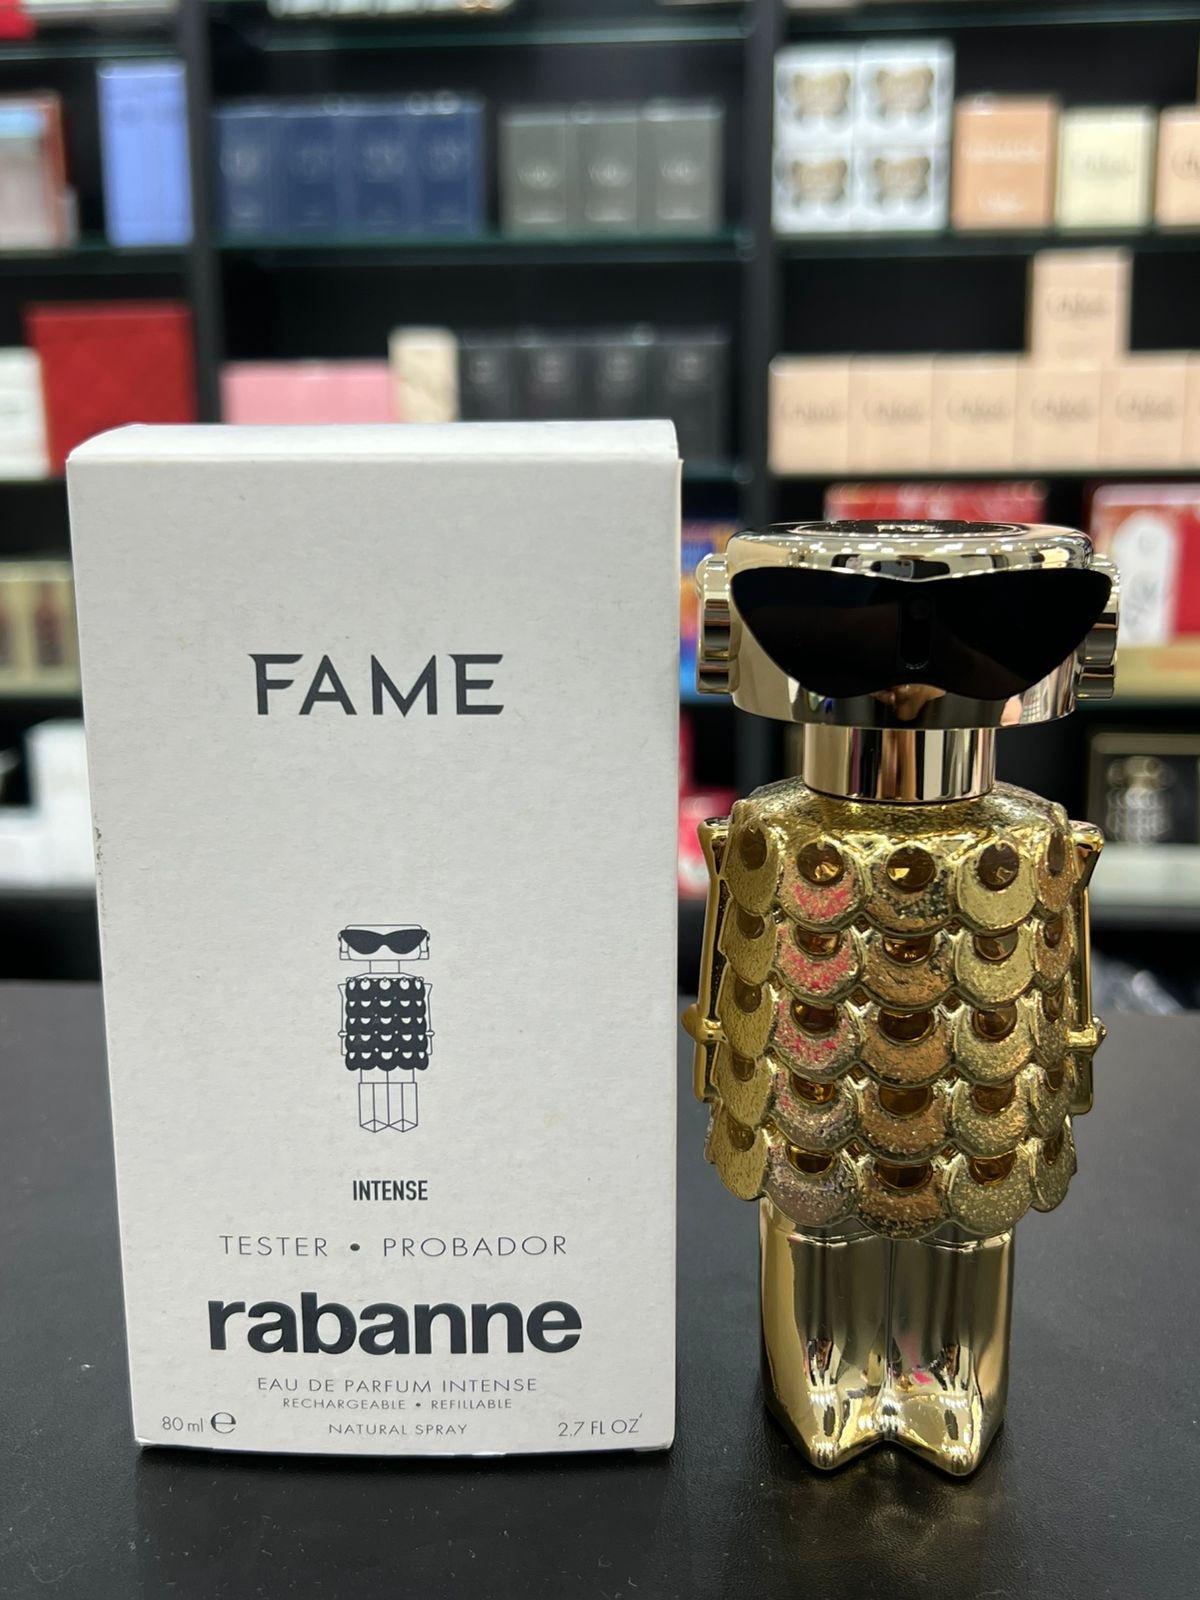 FAME
INTENSE
TESTER • PROBADOR
rabanne
EAU DE PARFUM INTENSE
RECHARGEABLE • REFILLABLE
80 ml ℮
NATURAL SPRAY
2.7 FL OZ